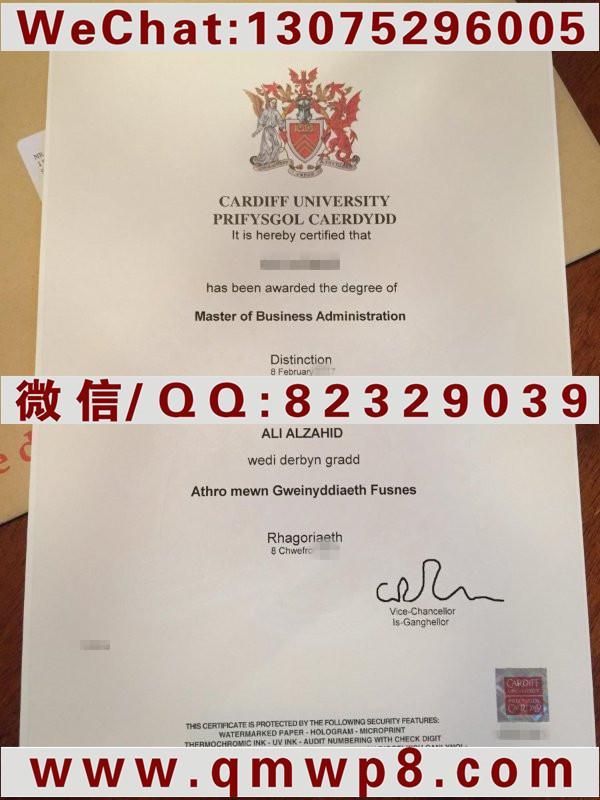 WeChat:13075296005
CARDIFF UNIVERSITY
PRIFYSGOL CAERDYDD
It is hereby certified that
has been awarded the degree of
Master of Business Administration
Distinction
8 February
微信/QQ:82329039
ALI ALZAHID
wedi derbyn gradd
Athro mewn Gweinyddiaeth Fusnes
Rhagoriaeth
8 Chwefro
Vice-Chancellor
Is-Ganghellor
CARDIFF
UNIVERSITY
PRIFYSGOL
CAERDYDD
THIS CERTIFICATE IS PROTECTED BY THE FOLLOWING SECURITY FEATURES:
WATERMARKED PAPER - HOLOGRAM - MICROPRINT
THERMOCHROMIC INK - UV INK - AUDIT NUMBERING WITH CHECK DIGIT
www.qmwp8.com